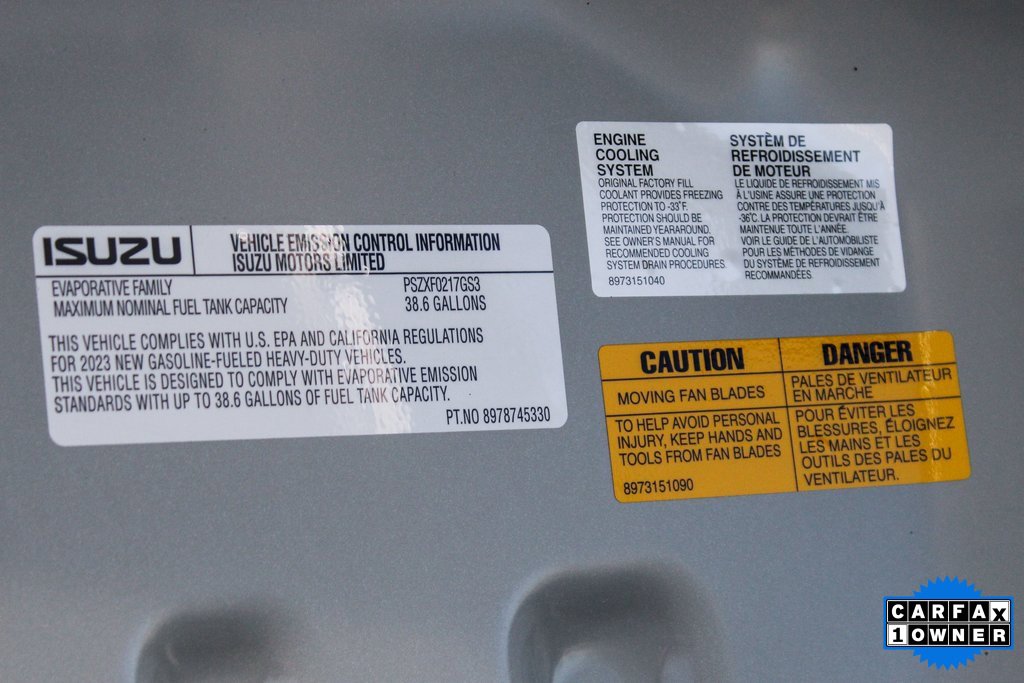 ISUZU
VEHICLE EMISSION CONTROL INFORMATION
ISUZU MOTORS LIMITED
EVAPORATIVE FAMILY PSZXF0217GS3
MAXIMUM NOMINAL FUEL TANK CAPACITY 38.6 GALLONS
THIS VEHICLE COMPLIES WITH U.S. EPA AND CALIFORNIA REGULATIONS
FOR 2023 NEW GASOLINE-FUELED HEAVY-DUTY VEHICLES.
THIS VEHICLE IS DESIGNED TO COMPLY WITH EVAPORATIVE EMISSION
STANDARDS WITH UP TO 38.6 GALLONS OF FUEL TANK CAPACITY.
PT.NO 8978745330
ENGINE
COOLING
SYSTEM
ORIGINAL FACTORY FILL
COOLANT PROVIDES FREEZING
PROTECTION TO -33˚F.
PROTECTION SHOULD BE
MAINTAINED YEARAROUND.
SEE OWNER'S MANUAL FOR
RECOMMENDED COOLING
SYSTEM DRAIN PROCEDURES.
8973151040
SYSTÈM DE
REFROIDISSEMENT
DE MOTEUR
LE LIQUIDE DE REFROIDISSEMENT MIS
À L'USINE ASSURE UNE PROTECTION
CONTRE DES TEMPÉRATURES JUSQU'À
-36˚C. LA PROTECTION DEVRAIT ÊTRE
MAINTENUE TOUTE L'ANNÉE.
VOIR LE GUIDE DE L'AUTOMOBILISTE
POUR LES MÉTHODES DE VIDANGE
DU SYSTÈME DE REFROIDISSEMENT
RECOMMANDÉES.
CAUTION
MOVING FAN BLADES
TO HELP AVOID PERSONAL
INJURY, KEEP HANDS AND
TOOLS FROM FAN BLADES
8973151090
DANGER
PALES DE VENTILATEUR
EN MARCHE
POUR ÉVITER LES
BLESSURES, ÉLOIGNEZ
LES MAINS ET LES
OUTILS DES PALES DU
VENTILATEUR.
CARFAX
1 OWNER